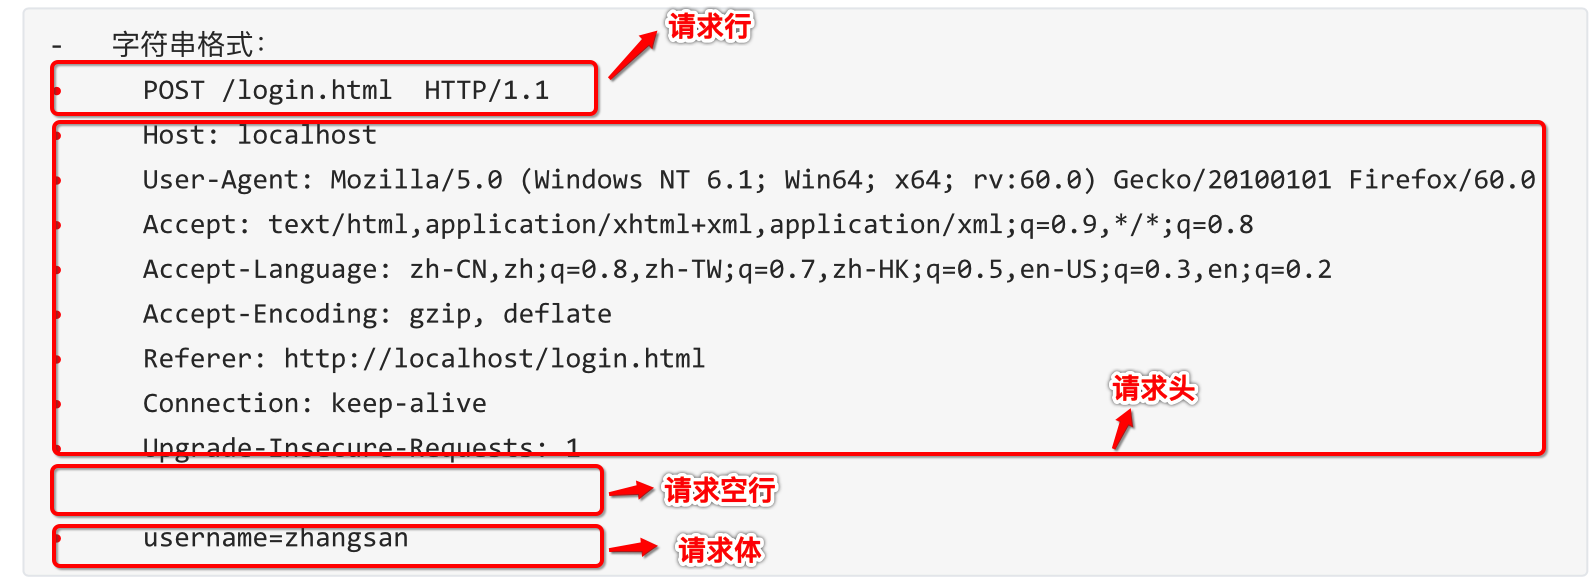 请求行
- 字符串格式：
POST /login.html HTTP/1.1
Host: localhost
User-Agent: Mozilla/5.0 (Windows NT 6.1; Win64; x64; rv:60.0) Gecko/20100101 Firefox/60.0
Accept: text/html,application/xhtml+xml,application/xml;q=0.9,*/*;q=0.8
Accept-Language: zh-CN,zh;q=0.8,zh-TW;q=0.7,zh-HK;q=0.5,en-US;q=0.3,en;q=0.2
Accept-Encoding: gzip, deflate
Referer: http://localhost/login.html
请求头
Connection: keep-alive
Upgrade-Insecure-Requests: 1
请求空行
username=zhangsan
请求体